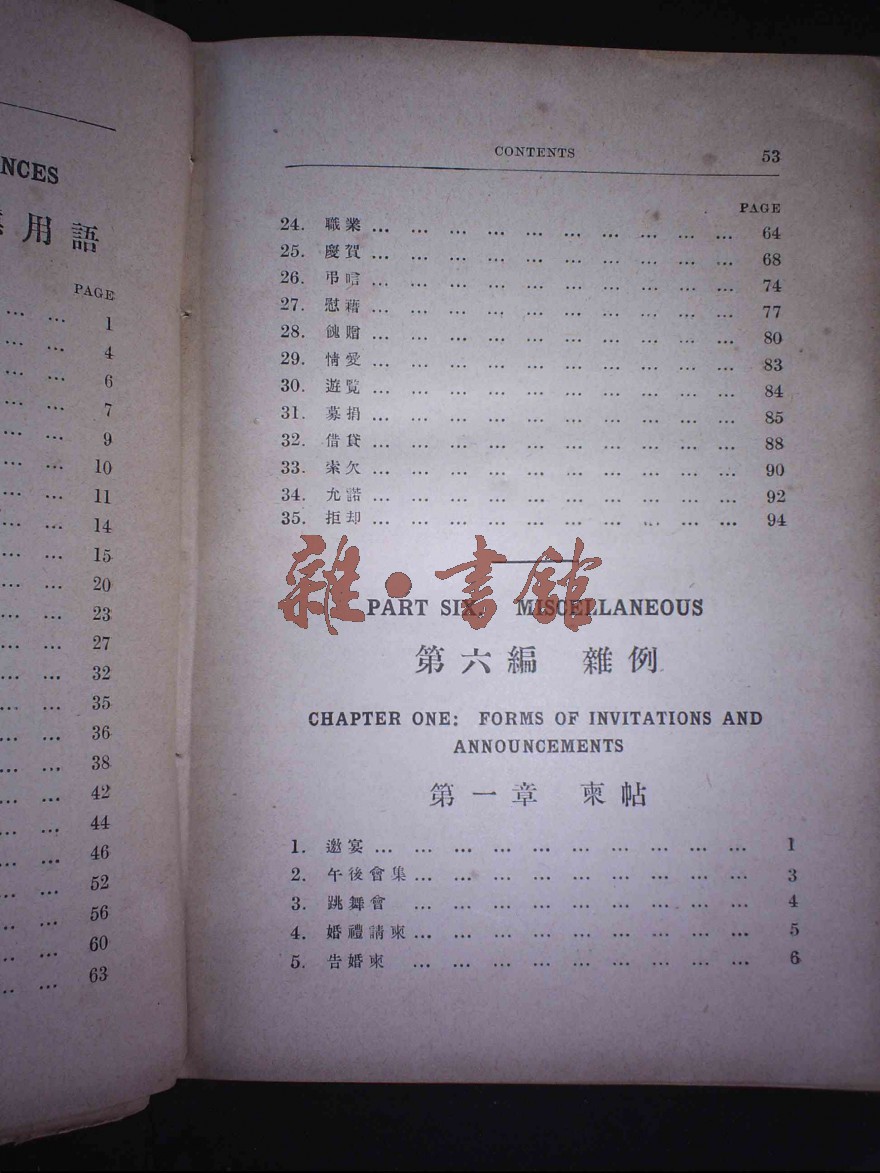 NCES
用語
PAGE
... ... 1
... ... 4
... ... 6
... ... 7
... ... 9
... ... 10
... ... 11
... ... 14
... ... 15
... ... 20
... ... 23
... ... 27
... ... 32
... ... 35
... ... 36
... ... 38
... ... 42
... ... 44
... ... 46
... ... 52
... ... 56
... ... 60
... ... 63
CONTENTS 53
PAGE
24. 職業 ... ... ... ... ... ... ... ... ... ... 64
25. 慶賀 ... ... ... ... ... ... ... ... ... ... 68
26. 弔唁 ... ... ... ... ... ... ... ... ... ... 74
27. 慰藉 ... ... ... ... ... ... ... ... ... ... 77
28. 餽贈 ... ... ... ... ... ... ... ... ... ... 80
29. 情愛 ... ... ... ... ... ... ... ... ... ... 83
30. 遊覧 ... ... ... ... ... ... ... ... ... ... 84
31. 募捐 ... ... ... ... ... ... ... ... ... ... 85
32. 借貸 ... ... ... ... ... ... ... ... ... ... 88
33. 索欠 ... ... ... ... ... ... ... ... ... ... 90
34. 允諾 ... ... ... ... ... ... ... ... ... ... 92
35. 拒却 ... ... ... ... ... ... ... ... ... ... 94
雜·書館
PART SIX. MISCELLANEOUS
第六編 雜例
CHAPTER ONE: FORMS OF INVITATIONS AND
ANNOUNCEMENTS
第一章 柬帖
1. 邀宴 ... ... ... ... ... ... ... ... ... ... 1
2. 午後會集 ... ... ... ... ... ... ... ... ... 3
3. 跳舞會 ... ... ... ... ... ... ... ... ... 4
4. 婚禮請柬 ... ... ... ... ... ... ... ... ... 5
5. 告婚柬 ... ... ... ... ... ... ... ... ... 6